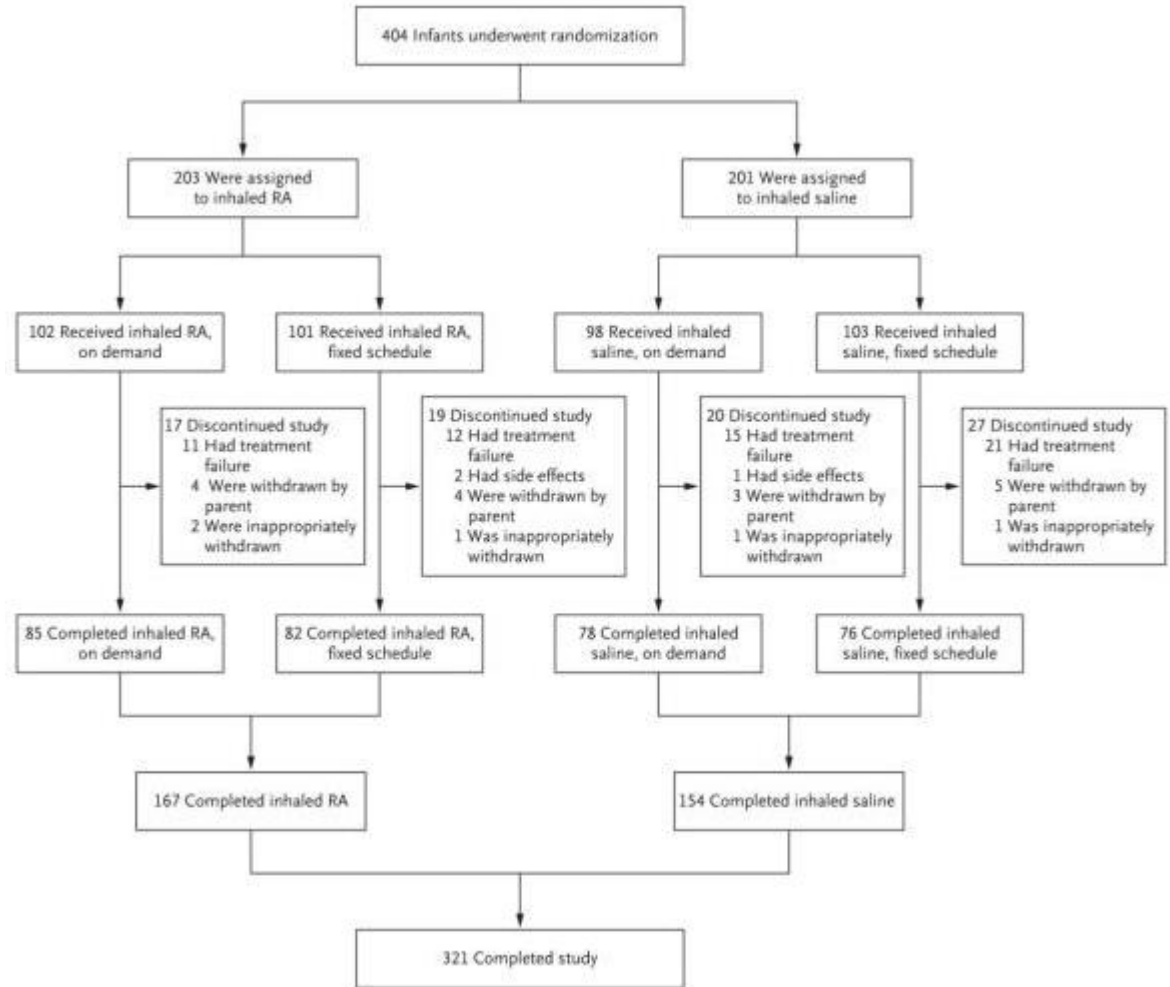 404 Infants underwent randomization
203 Were assigned
to inhaled RA
201 Were assigned
to inhaled saline
102 Received inhaled RA,
on demand
101 Received inhaled RA,
fixed schedule
98 Received inhaled
saline, on demand
103 Received inhaled
saline, fixed schedule
17 Discontinued study
11 Had treatment
failure
4 Were withdrawn by
parent
2 Were inappropriately
withdrawn
19 Discontinued study
12 Had treatment
failure
2 Had side effects
4 Were withdrawn by
parent
1 Was inappropriately
withdrawn
20 Discontinued study
15 Had treatment
failure
1 Had side effects
3 Were withdrawn by
parent
1 Was inappropriately
withdrawn
27 Discontinued study
21 Had treatment
failure
5 Were withdrawn by
parent
1 Was inappropriately
withdrawn
85 Completed inhaled RA,
on demand
82 Completed inhaled RA,
fixed schedule
78 Completed inhaled
saline, on demand
76 Completed inhaled
saline, fixed schedule
167 Completed inhaled RA
154 Completed inhaled saline
321 Completed study